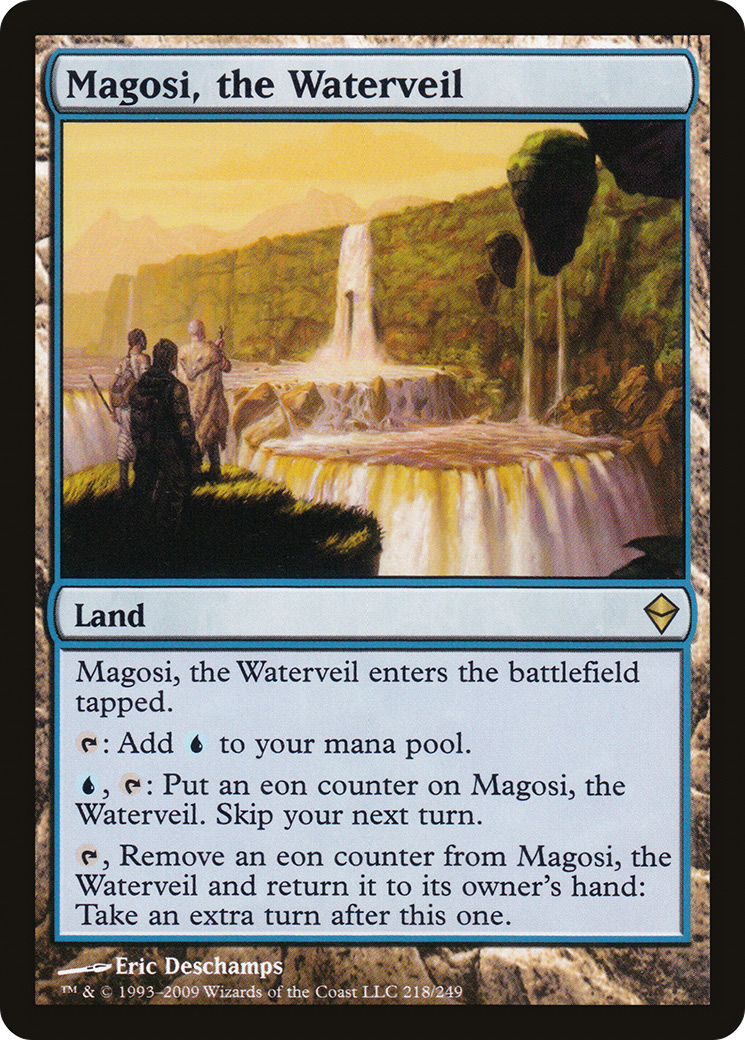 Magosi, the Waterveil
Land
Magosi, the Waterveil enters the battlefield
tapped.
: Add to your mana pool.
, : Put an eon counter on Magosi, the
Waterveil. Skip your next turn.
, Remove an eon counter from Magosi, the
Waterveil and return it to its owner's hand:
Take an extra turn after this one.
Eric Deschamps
™ & © 1993–2009 Wizards of the Coast LLC 218/249